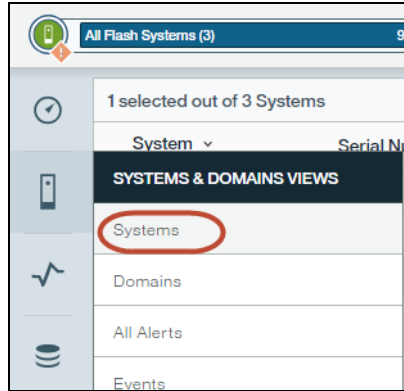 All Flash Systems (3) 9
1 selected out of 3 Systems
System Serial Nu
SYSTEMS & DOMAINS VIEWS
Systems
Domains
All Alerts
Events